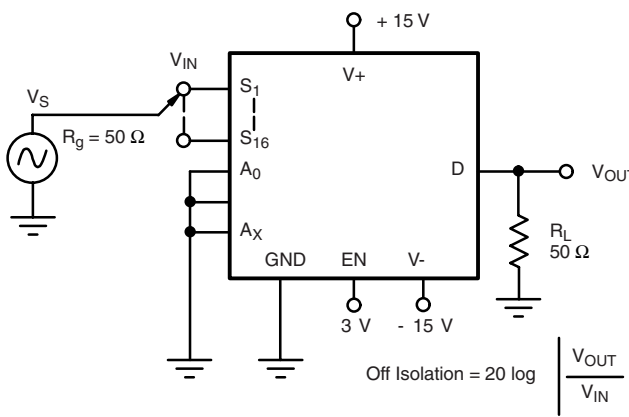 + 15 V
V+
V_IN
V_S
R_g = 50 Ω
S_1
S_16
A_0
A_X
D
V_OUT
R_L
50 Ω
GND
EN
V-
3 V
- 15 V
Off Isolation = 20 log
V_OUT
V_IN